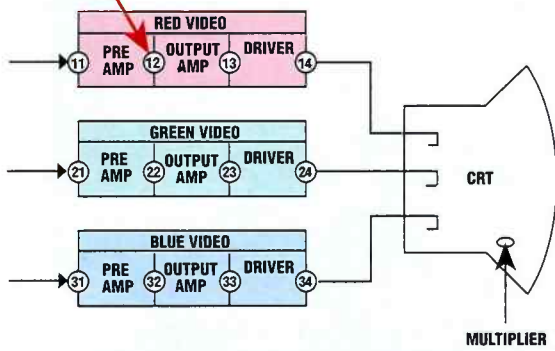 RED VIDEO
PRE AMP OUTPUT AMP DRIVER
11 12 13 14
GREEN VIDEO
PRE AMP OUTPUT AMP DRIVER
21 22 23 24
BLUE VIDEO
PRE AMP OUTPUT AMP DRIVER
31 32 33 34
CRT
MULTIPLIER